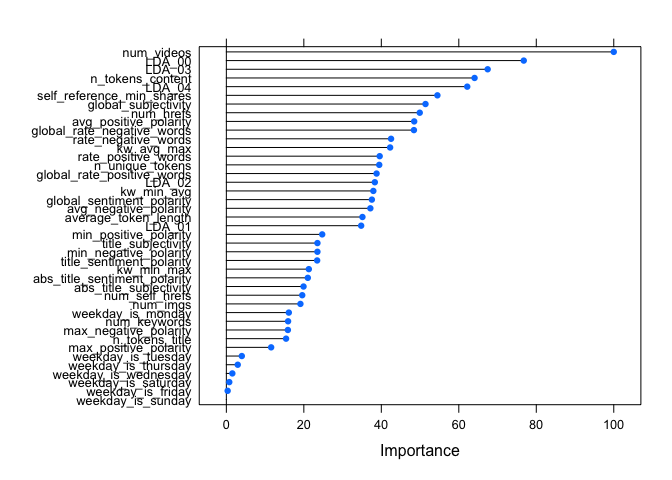 num_videos
LDA_00
LDA_03
n_tokens_content
LDA_04
self_reference_min_shares
global_subjectivity
num_hrefs
avg_positive_polarity
global_rate_negative_words
rate_negative_words
kw_avg_max
rate_positive_words
n_unique_tokens
global_rate_positive_words
LDA_02
kw_min_avg
global_sentiment_polarity
avg_negative_polarity
average_token_length
LDA_01
min_positive_polarity
title_subjectivity
min_negative_polarity
title_sentiment_polarity
kw_min_max
abs_title_sentiment_polarity
abs_title_subjectivity
num_self_hrefs
num_imgs
weekday_is_monday
num_keywords
max_negative_polarity
n_tokens_title
max_positive_polarity
weekday_is_tuesday
weekday_is_thursday
weekday_is_wednesday
weekday_is_saturday
weekday_is_friday
weekday_is_sunday
0 20 40 60 80 100
Importance